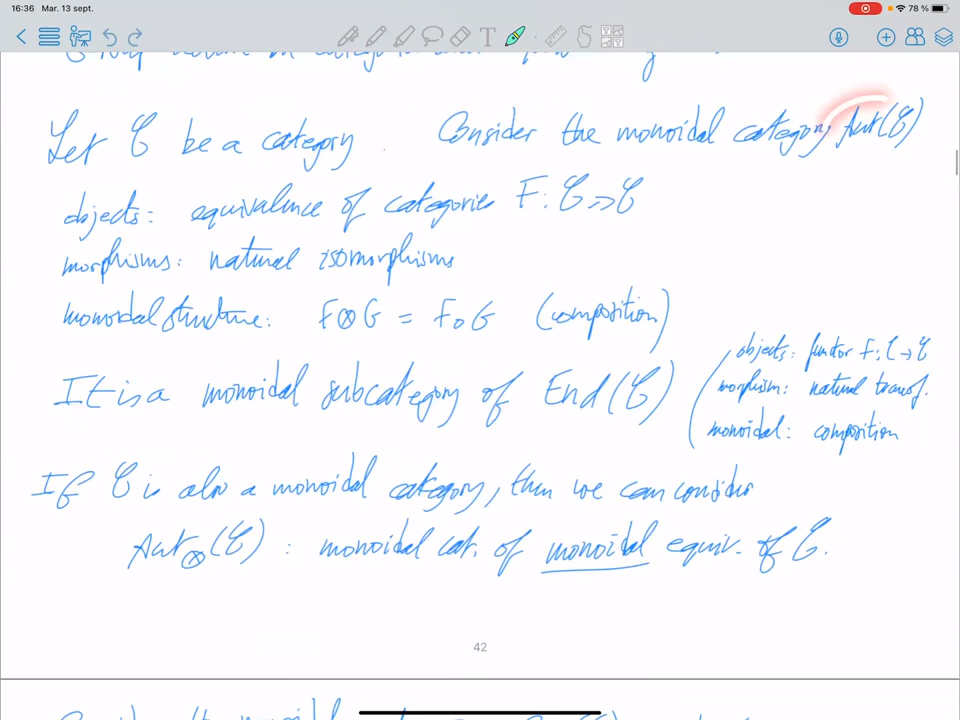 16:36 Mar. 13 sept. 78 %
Let C be a category. Consider the monoidal category Aut(C)
objects: equivalence of categories F: C → C
morphisms: natural isomorphisms
monoidal structure: F⊗G = F∘G (composition)
It is a monoidal subcategory of End(C)
objects: functor F: C → C
morphism: natural transf.
monoidal: composition
If C is also a monoidal category, then we can consider
Aut⊗(C): monoidal cat. of monoidal equiv. of C.
42